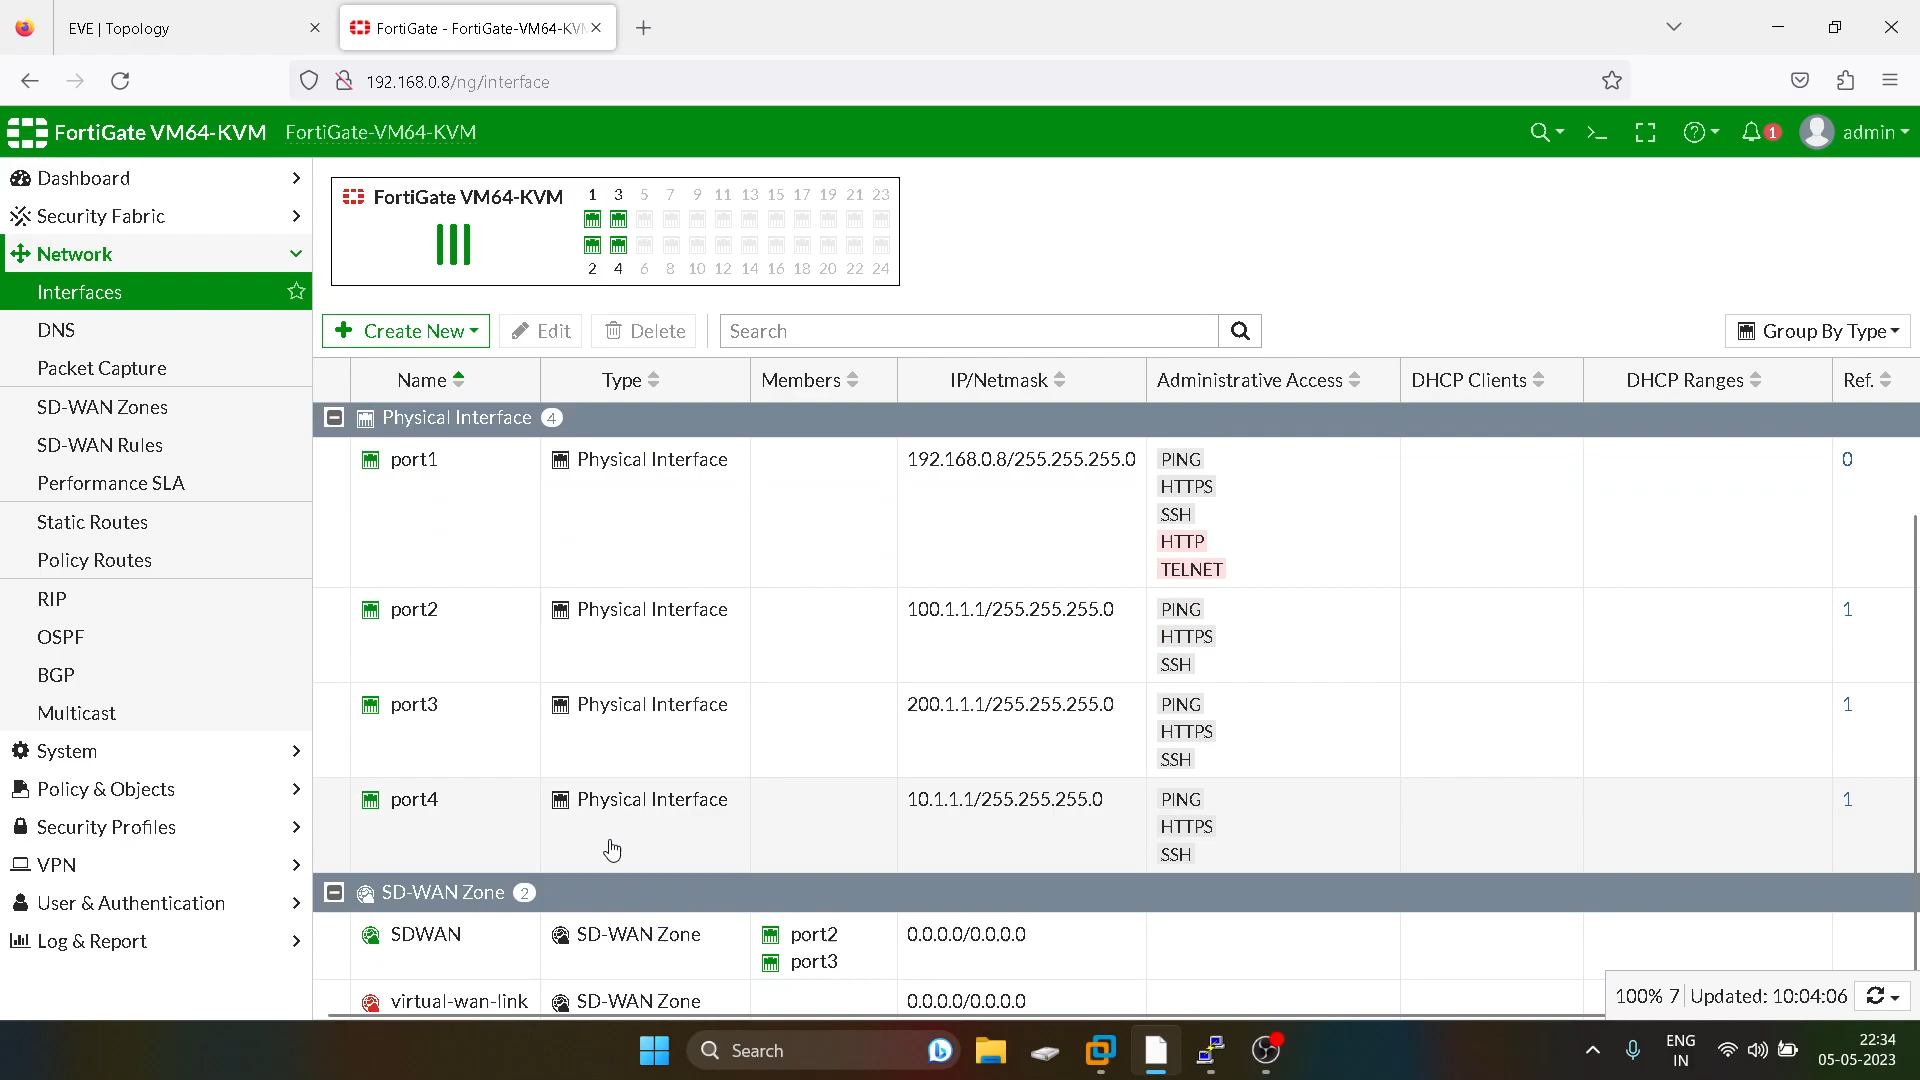 EVE | Topology
FortiGate - FortiGate-VM64-KVM
192.168.0.8/ng/interface
FortiGate VM64-KVM FortiGate-VM64-KVM
1
admin
Dashboard
Security Fabric
Network
Interfaces
DNS
Packet Capture
SD-WAN Zones
SD-WAN Rules
Performance SLA
Static Routes
Policy Routes
RIP
OSPF
BGP
Multicast
System
Policy & Objects
Security Profiles
VPN
User & Authentication
Log & Report
FortiGate VM64-KVM
1 3 5 7 9 11 13 15 17 19 21 23
2 4 6 8 10 12 14 16 18 20 22 24
Create New Edit Delete Search Group By Type
Name Type Members IP/Netmask Administrative Access DHCP Clients DHCP Ranges Ref.
Physical Interface 4
port1 Physical Interface 192.168.0.8/255.255.255.0 PING 0
HTTPS
SSH
HTTP
TELNET
port2 Physical Interface 100.1.1.1/255.255.255.0 PING 1
HTTPS
SSH
port3 Physical Interface 200.1.1.1/255.255.255.0 PING 1
HTTPS
SSH
port4 Physical Interface 10.1.1.1/255.255.255.0 PING 1
HTTPS
SSH
SD-WAN Zone 2
SDWAN SD-WAN Zone port2 0.0.0.0/0.0.0.0
port3
virtual-wan-link SD-WAN Zone 0.0.0.0/0.0.0.0
100% 7 Updated: 10:04:06
Search
ENG
IN
22:34
05-05-2023